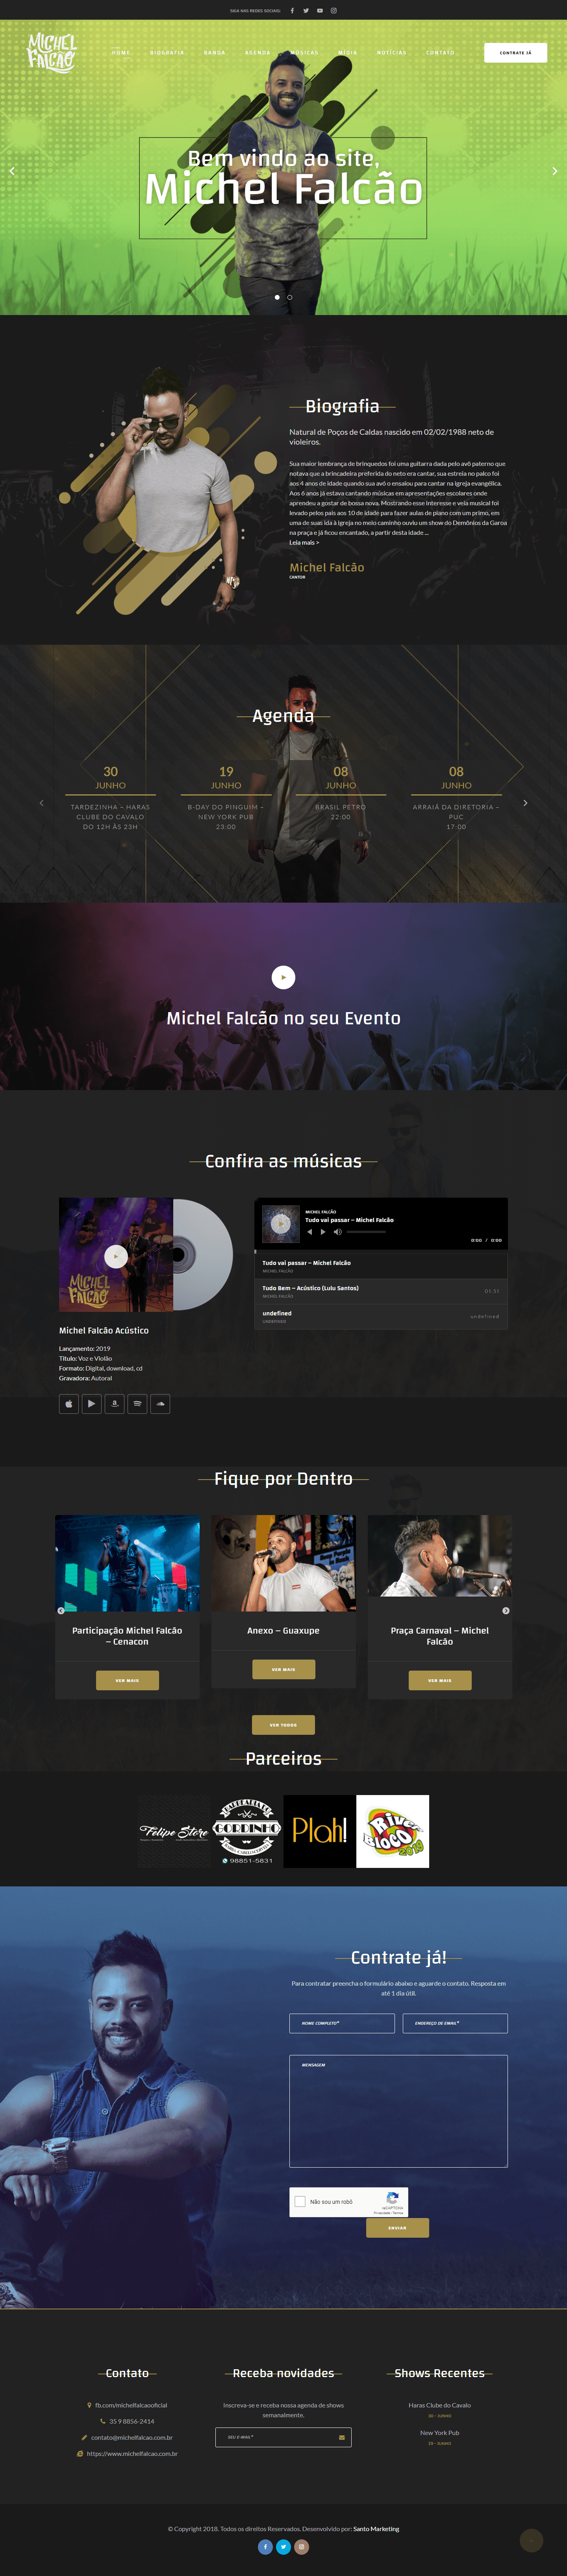 SIGA NAS REDES SOCIAIS:
MICHEL FALCÃO
HOME
BIOGRAFIA
BANDA
AGENDA
MÚSICAS
MÍDIA
NOTÍCIAS
CONTATO
CONTRATE JÁ
Bem vindo ao site,
Michel Falcão
Biografia
Natural de Poços de Caldas nascido em 02/02/1988 neto de
violeiros.
Sua maior lembrança de brinquedos foi uma guitarra dada pelo avô paterno que
notava que a brincadeira preferida do neto era cantar, sua estreia no palco foi
aos 4 anos de idade quando sua avó o ensaiou para cantar na igreja evangélica.
Aos 6 anos já estava cantando músicas em apresentações escolares onde
aprendeu a gostar de bossa nova. Mostrando esse interesse e veia musical foi
levado pelos pais aos 10 de idade para fazer aulas de piano com um primo, em
uma de suas ida à igreja no meio caminho ouviu um show do Demônios da Garoa
na praça e já ficou encantado, a partir desta idade ...
Leia mais >
Michel Falcão
CANTOR
Agenda
30
JUNHO
TARDEZINHA – HARAS
CLUBE DO CAVALO
DO 12H ÀS 23H
19
JUNHO
B-DAY DO PINGUIM –
NEW YORK PUB
23:00
08
JUNHO
BRASIL PETRO
22:00
08
JUNHO
ARRAIÁ DA DIRETORIA –
PUC
17:00
Michel Falcão no seu Evento
Confira as músicas
MICHEL FALCÃO
Michel Falcão Acústico
Lançamento: 2019
Título: Voz e Violão
Formato: Digital, download, cd
Gravadora: Autoral
MICHEL FALCÃO
Tudo vai passar – Michel Falcão
0:00 / 0:00
Tudo vai passar – Michel Falcão
MICHEL FALCÃO
Tudo Bem – Acústico (Lulu Santos)
MICHEL FALCÃO
01:31
undefined
UNDEFINED
undefined
Fique por Dentro
Participação Michel Falcão
– Cenacon
VER MAIS
Anexo – Guaxupe
VER MAIS
Praça Carnaval – Michel
Falcão
VER MAIS
VER TODOS
Parceiros
Felipe Store
BARBEARIA DO
GORDINHO
98851-5831
Plah!
River
Bloco
2019
Contrate já!
Para contratar preencha o formulário abaixo e aguarde o contato. Resposta em
até 1 dia útil.
NOME COMPLETO*
ENDEREÇO DE EMAIL*
MENSAGEM
Não sou um robô
reCAPTCHA
Privacidade - Termos
ENVIAR
Contato
fb.com/michelfalcaooficial
35 9 8856-2414
contato@michelfalcao.com.br
https://www.michelfalcao.com.br
Receba novidades
Inscreva-se e receba nossa agenda de shows
semanalmente.
SEU E-MAIL*
Shows Recentes
Haras Clube do Cavalo
30 - JUNHO
New York Pub
19 - JUNHO
© Copyright 2018. Todos os direitos Reservados. Desenvolvido por: Santo Marketing